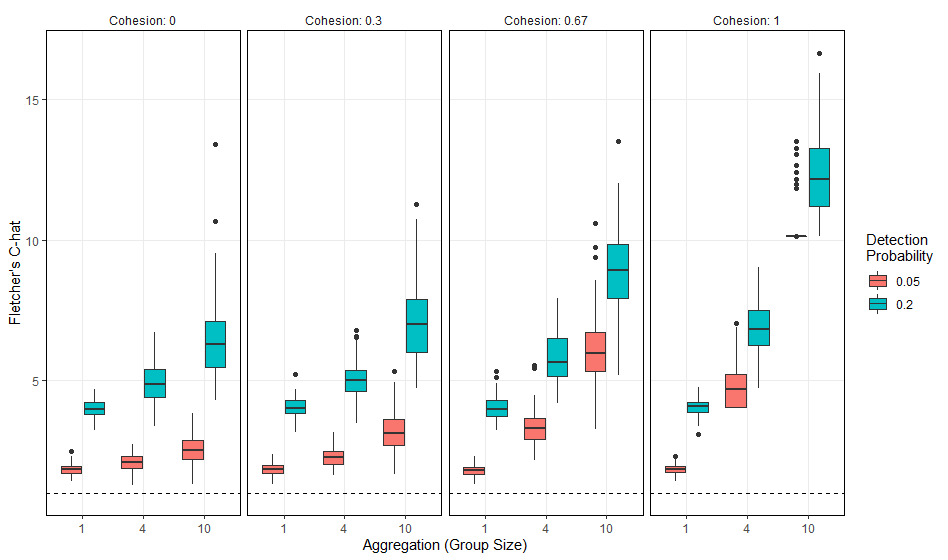 Cohesion: 0
Cohesion: 0.3
Cohesion: 0.67
Cohesion: 1
Fletcher's C-hat
15
10
5
1 4 10
1 4 10
1 4 10
1 4 10
Aggregation (Group Size)
Detection
Probability
0.05
0.2